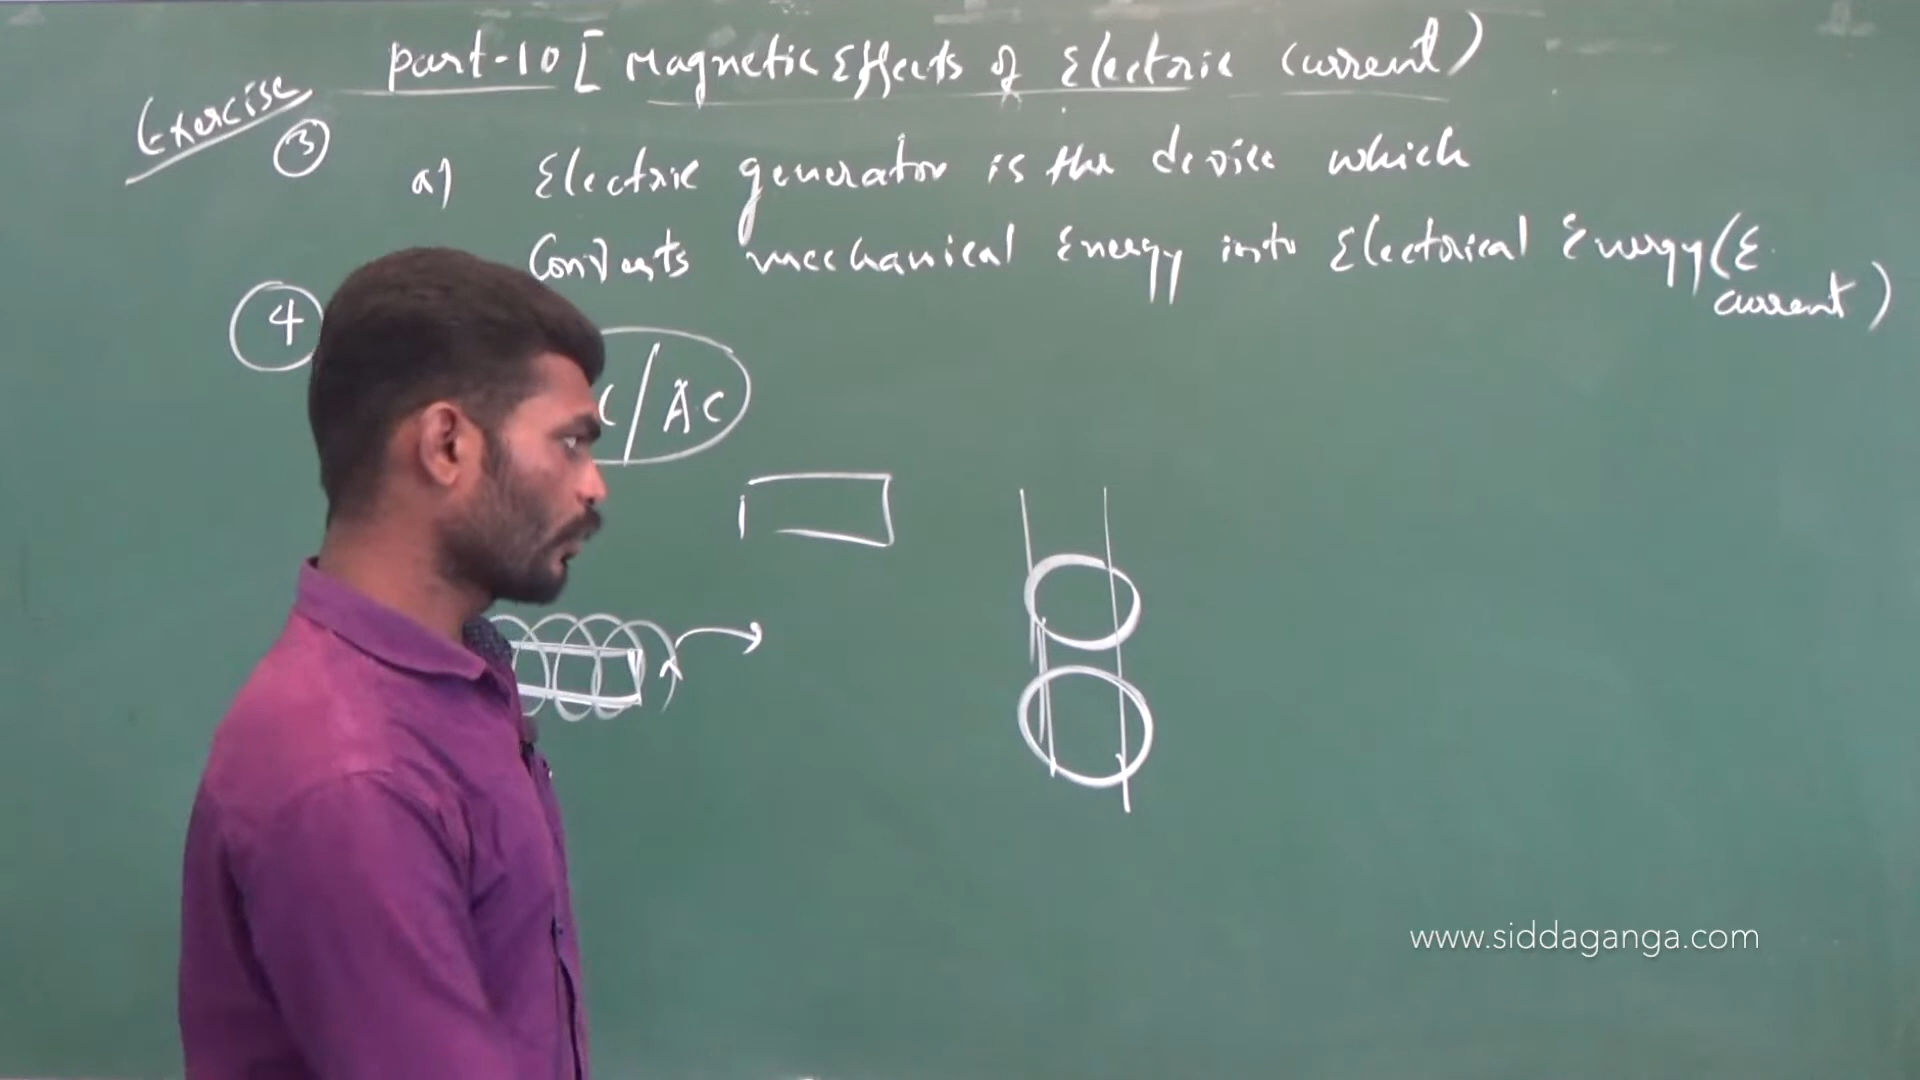 part-10 [Magnetic Effects of Electric Current)
Exercise
3
a) Electric generator is the device which
Converts mechanical Energy into Electrical Energy (E.
current)
4
C/AC
www.siddaganga.com